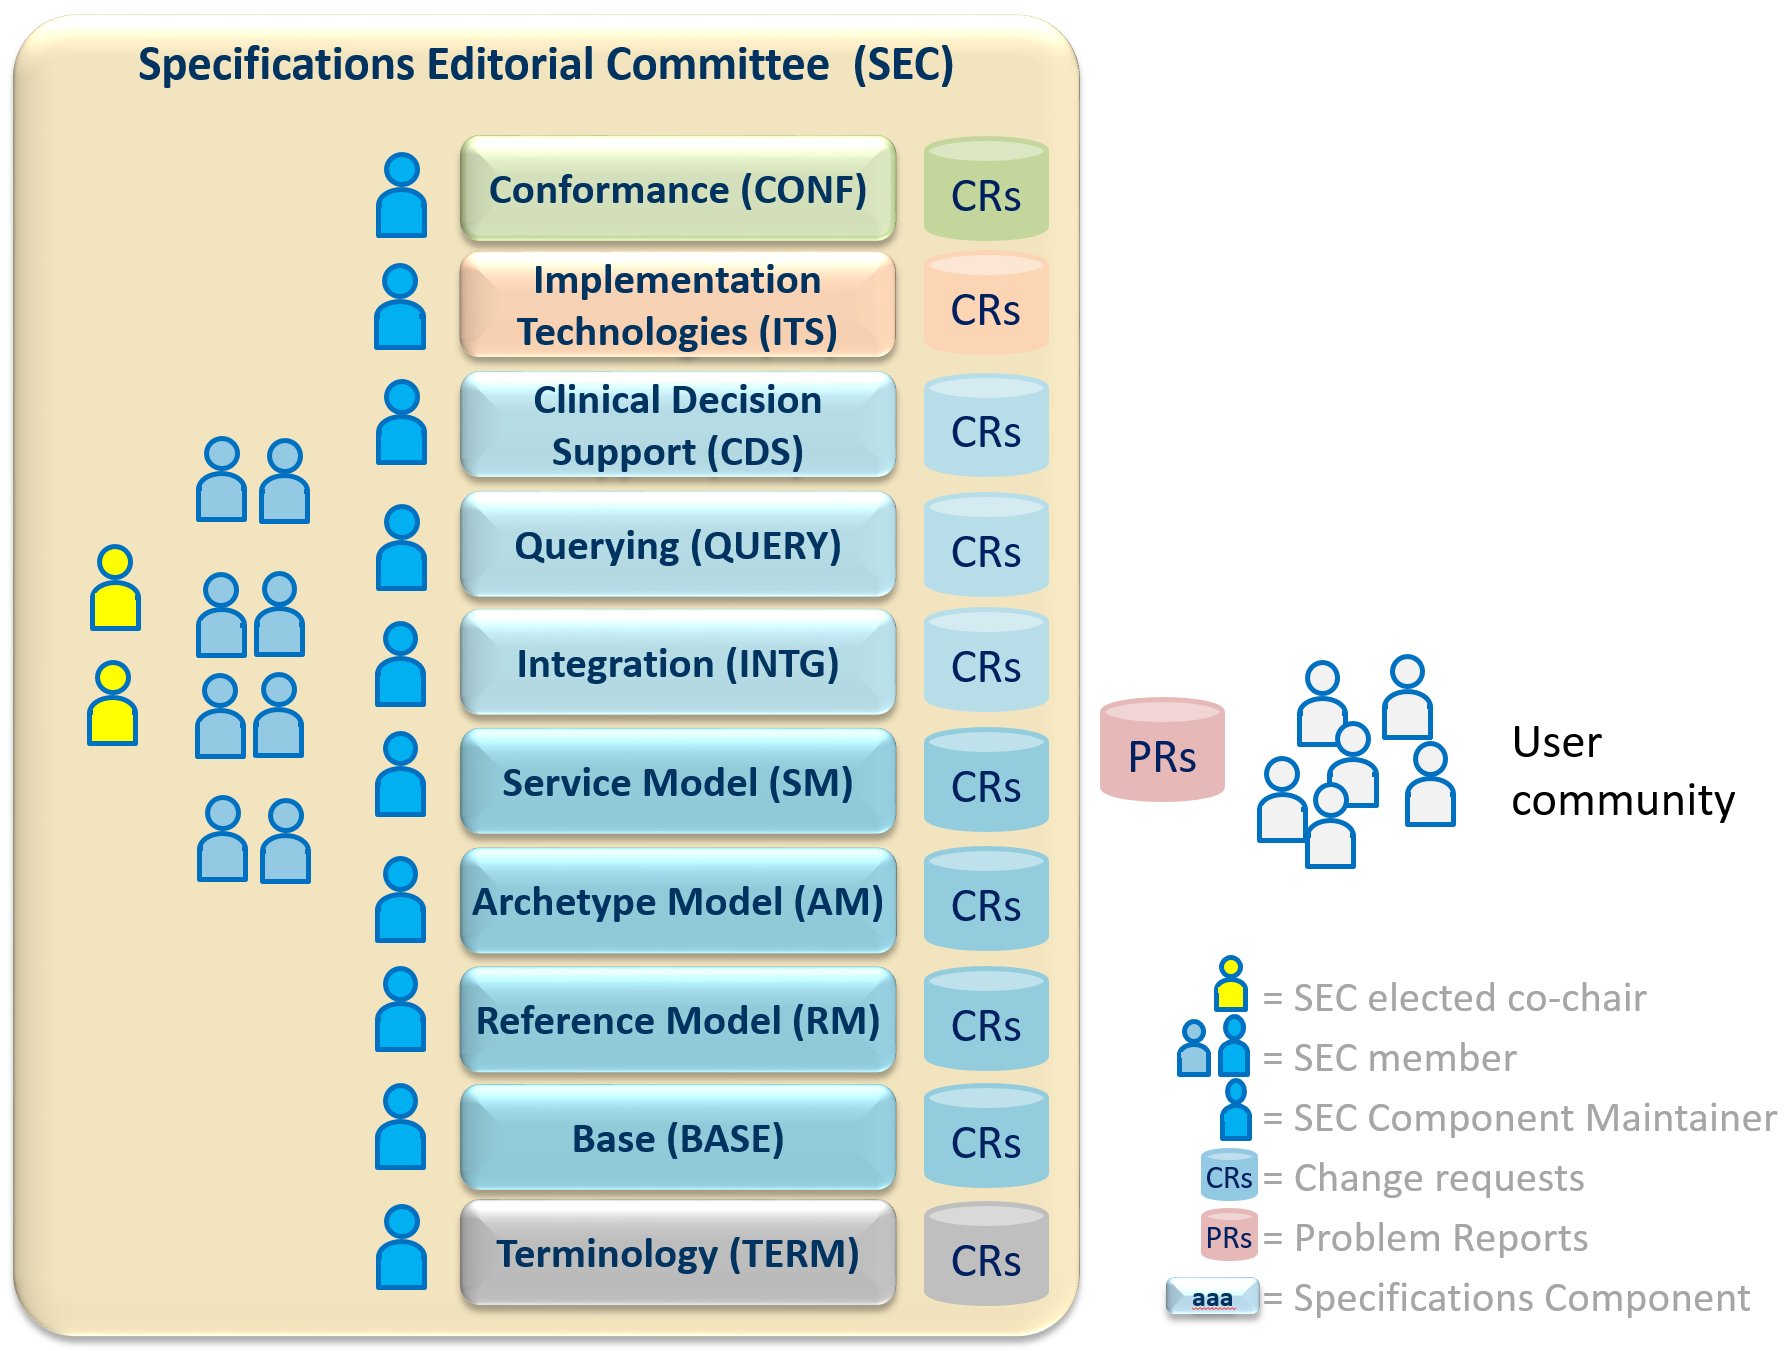 Specifications Editorial Committee (SEC)
Conformance (CONF)
CRs
Implementation
Technologies (ITS)
CRs
Clinical Decision
Support (CDS)
CRs
Querying (QUERY)
CRs
Integration (INTG)
CRs
Service Model (SM)
CRs
Archetype Model (AM)
CRs
Reference Model (RM)
CRs
Base (BASE)
CRs
Terminology (TERM)
CRs
PRs
User
community
= SEC elected co-chair
= SEC member
= SEC Component Maintainer
CRs = Change requests
PRs = Problem Reports
aaa = Specifications Component